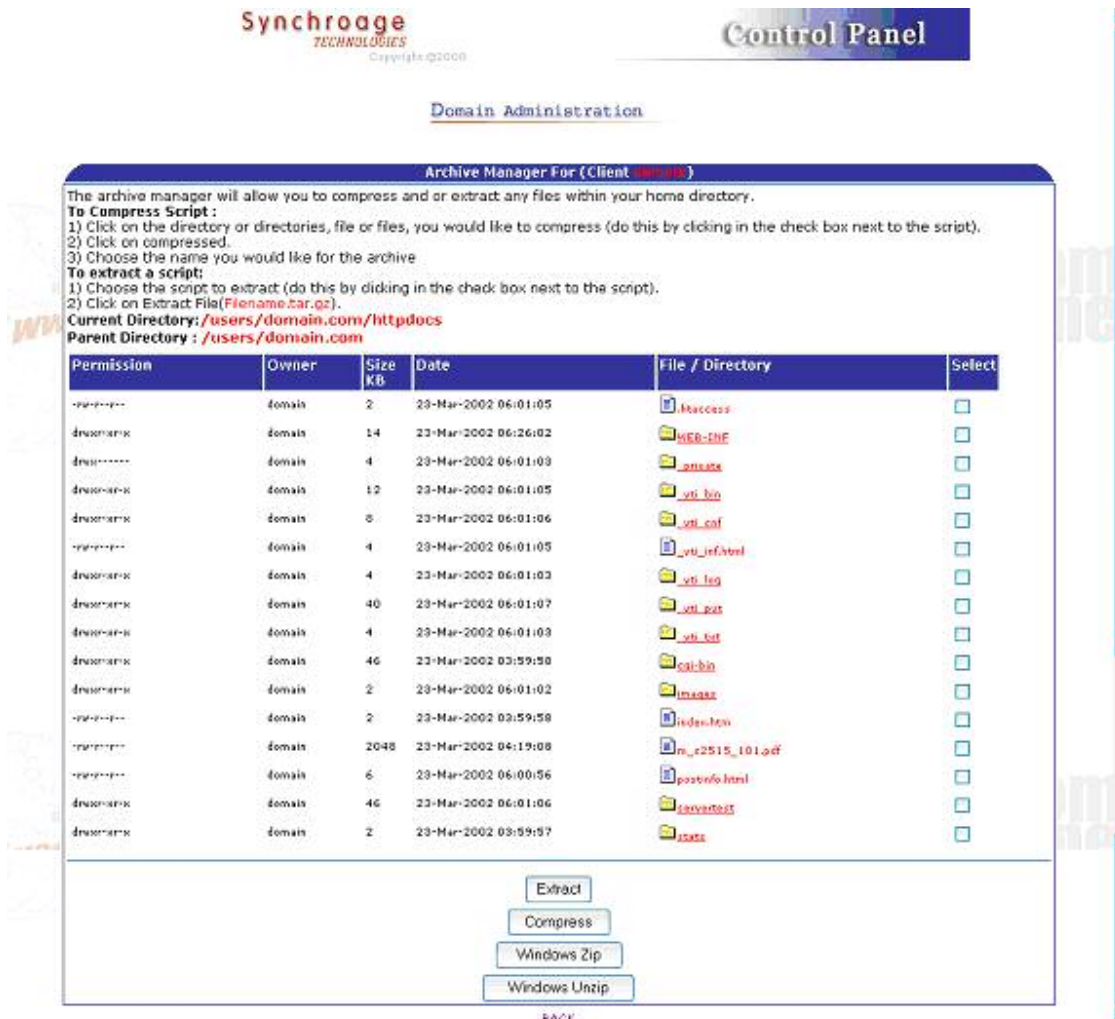 Synchroage
TECHNOLOGIES
Copyright @2000
Control Panel
Domain Administration
Archive Manager For (Client domain)
The archive manager will allow you to compress and or extract any files within your home directory.
To Compress Script :
1) Click on the directory or directories, file or files, you would like to compress (do this by clicking in the check box next to the script).
2) Click on compressed.
3) Choose the name you would like for the archive
To extract a script:
1) Choose the script to extract (do this by clicking in the check box next to the script).
2) Click on Extract File(Filename.tar.gz).
Current Directory:/users/domain.com/httpdocs
Parent Directory : /users/domain.com
Permission Owner Size KB Date File / Directory Select
-rw-r--r-- domain 2 23-Mar-2002 06:01:05 .htaccess
drwxr-xr-x domain 14 23-Mar-2002 06:26:02 WEB-INF
drwx------ domain 4 23-Mar-2002 06:01:03 _private
drwxr-xr-x domain 12 23-Mar-2002 06:01:05 _vti_bin
drwxr-xr-x domain 8 23-Mar-2002 06:01:06 _vti_cnf
-rw-r--r-- domain 4 23-Mar-2002 06:01:05 _vti_inf.html
drwxr-xr-x domain 4 23-Mar-2002 06:01:03 _vti_log
drwxr-xr-x domain 40 23-Mar-2002 06:01:07 _vti_pvt
drwxr-xr-x domain 4 23-Mar-2002 06:01:03 _vti_txt
drwxr-xr-x domain 46 23-Mar-2002 03:59:58 cgi-bin
drwxr-xr-x domain 2 23-Mar-2002 06:01:02 images
-rw-r--r-- domain 2 23-Mar-2002 03:59:58 index.htm
-rw-r--r-- domain 2048 23-Mar-2002 04:19:08 m_c2515_101.pdf
-rw-r--r-- domain 6 23-Mar-2002 06:00:56 postinfo.html
drwxr-xr-x domain 46 23-Mar-2002 06:01:06 servertest
drwxr-xr-x domain 2 23-Mar-2002 03:59:57 stats
Extract
Compress
Windows Zip
Windows Unzip
BACK